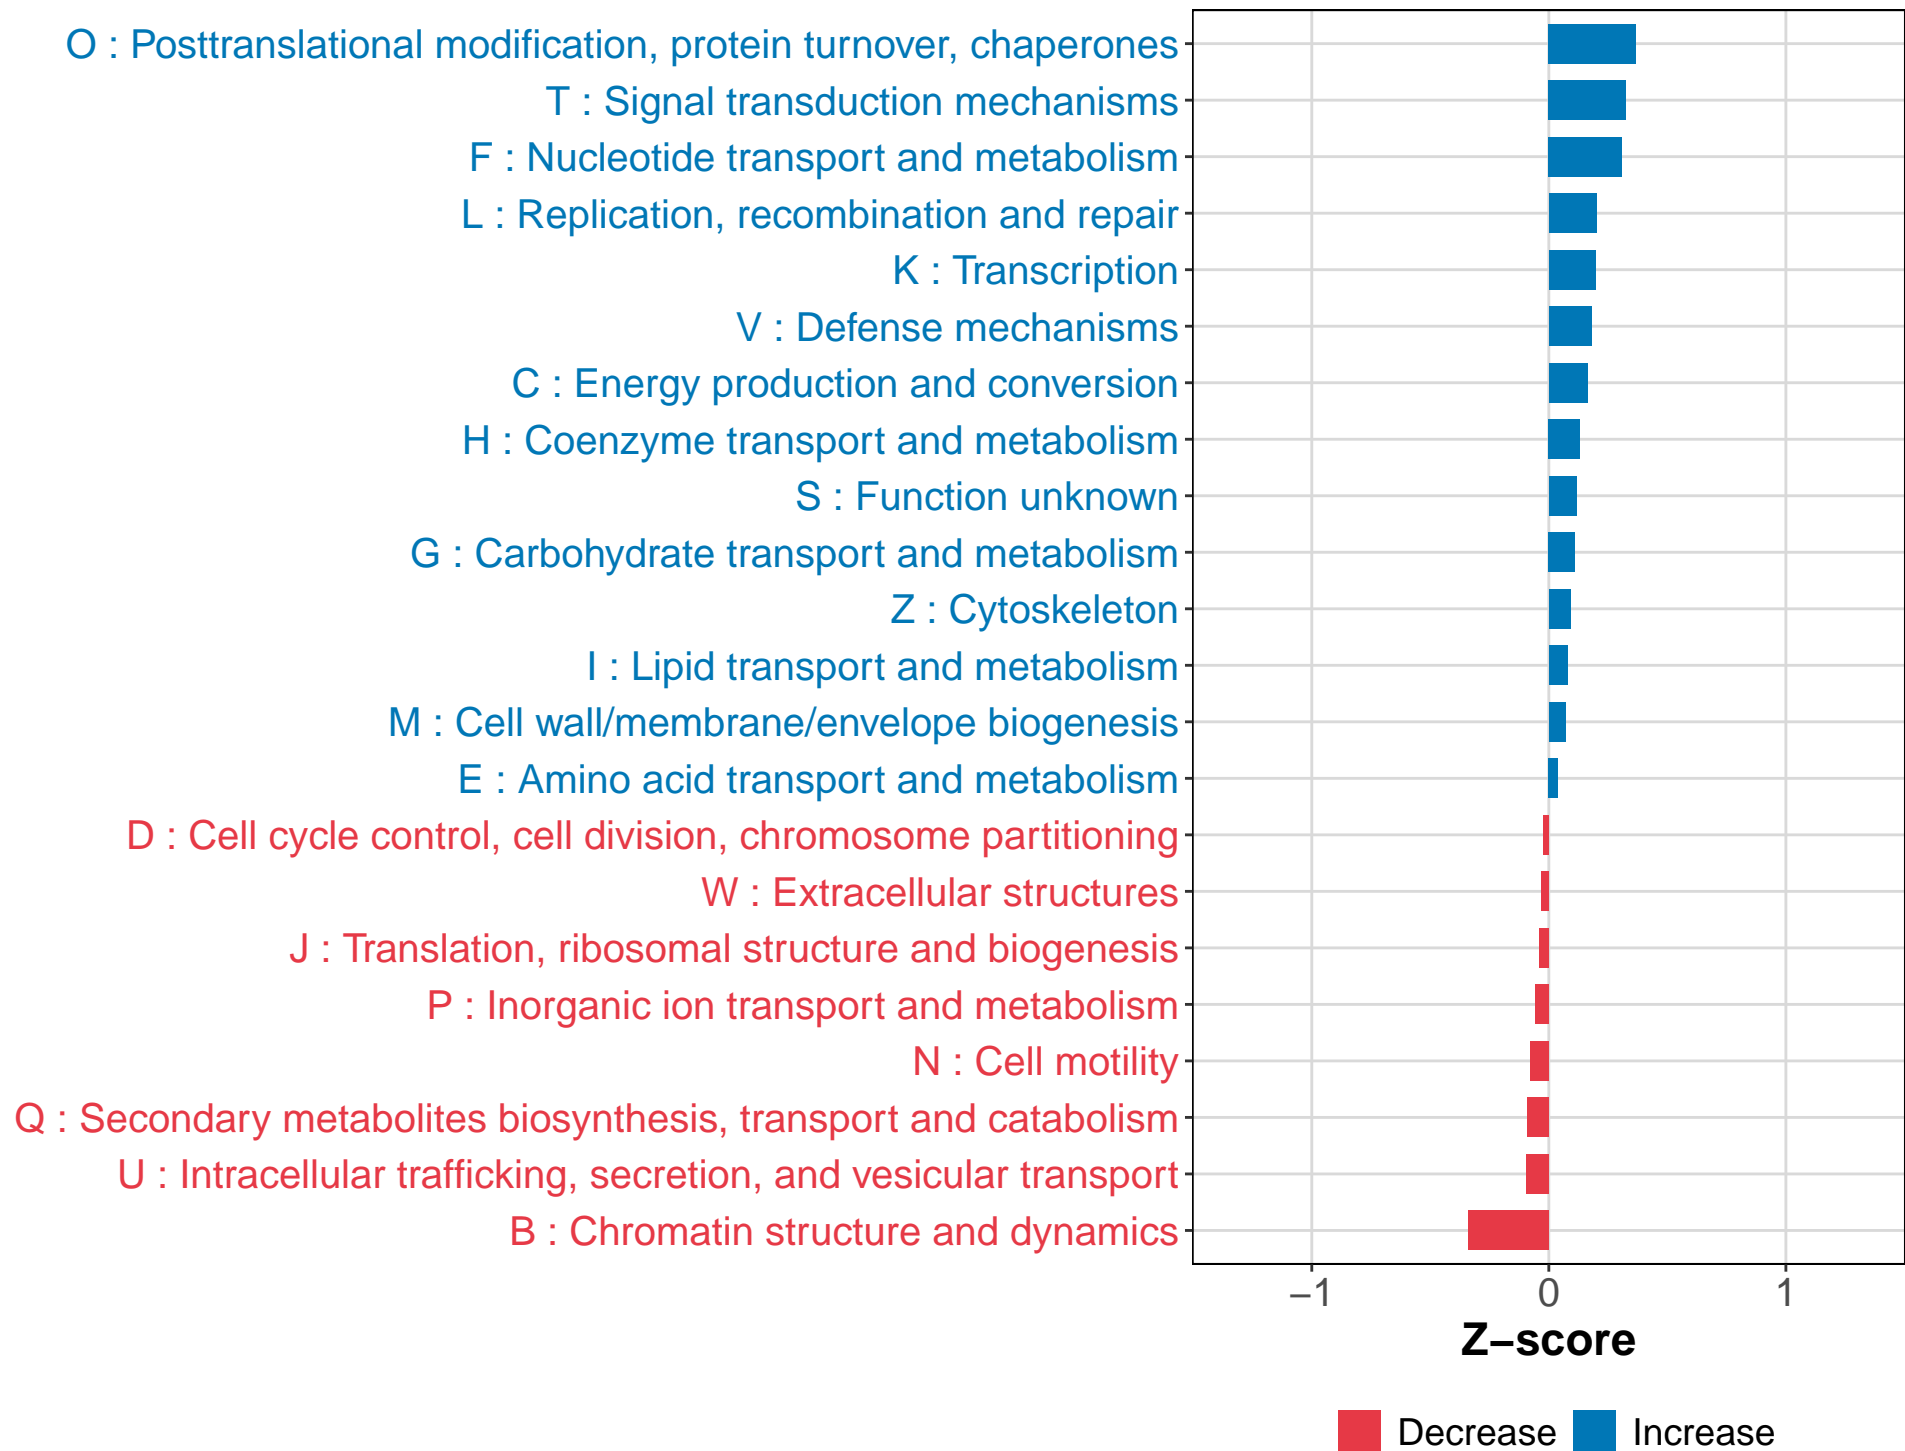 O : Posttranslational modification, protein turnover, chaperones
T : Signal transduction mechanisms
F : Nucleotide transport and metabolism
L : Replication, recombination and repair
K : Transcription
V : Defense mechanisms
C : Energy production and conversion
H : Coenzyme transport and metabolism
S : Function unknown
G : Carbohydrate transport and metabolism
Z : Cytoskeleton
I : Lipid transport and metabolism
M : Cell wall/membrane/envelope biogenesis
E : Amino acid transport and metabolism
D : Cell cycle control, cell division, chromosome partitioning
W : Extracellular structures
J : Translation, ribosomal structure and biogenesis
P : Inorganic ion transport and metabolism
N : Cell motility
Q : Secondary metabolites biosynthesis, transport and catabolism
U : Intracellular trafficking, secretion, and vesicular transport
B : Chromatin structure and dynamics
−1 0 1
Z−score
Decrease Increase